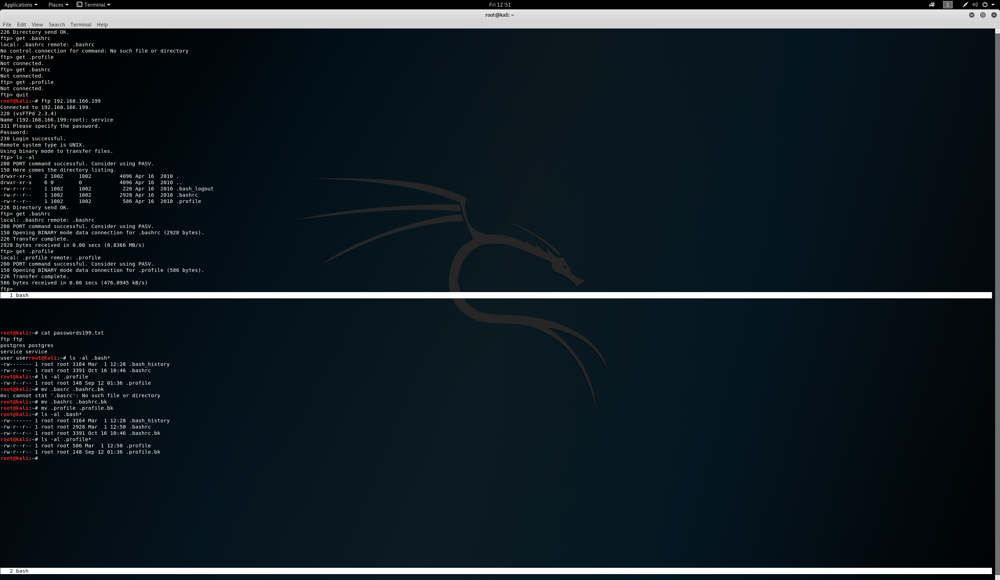 Applications Places Terminal Fri 12:51 1
root@kali: ~
File Edit View Search Terminal Help
226 Directory send OK.
ftp> get .bashrc
local: .bashrc remote: .bashrc
No control connection for command: No such file or directory
ftp> get .profile
Not connected.
ftp> get .bashrc
Not connected.
ftp> get .profile
Not connected.
ftp> quit
root@kali:~# ftp 192.168.166.199
Connected to 192.168.166.199.
220 (vsFTPd 2.3.4)
Name (192.168.166.199:root): service
331 Please specify the password.
Password:
230 Login successful.
Remote system type is UNIX.
Using binary mode to transfer files.
ftp> ls -al
200 PORT command successful. Consider using PASV.
150 Here comes the directory listing.
drwxr-xr-x    2 1002     1002         4096 Apr 16  2010 .
drwxr-xr-x    6 0        0            4096 Apr 16  2010 ..
-rw-r--r--    1 1002     1002          220 Apr 16  2010 .bash_logout
-rw-r--r--    1 1002     1002         2928 Apr 16  2010 .bashrc
-rw-r--r--    1 1002     1002          586 Apr 16  2010 .profile
226 Directory send OK.
ftp> get .bashrc
local: .bashrc remote: .bashrc
200 PORT command successful. Consider using PASV.
150 Opening BINARY mode data connection for .bashrc (2928 bytes).
226 Transfer complete.
2928 bytes received in 0.00 secs (8.8366 MB/s)
ftp> get .profile
local: .profile remote: .profile
200 PORT command successful. Consider using PASV.
150 Opening BINARY mode data connection for .profile (586 bytes).
226 Transfer complete.
586 bytes received in 0.00 secs (476.0945 kB/s)
ftp>
1 bash
root@kali:~# cat passwords199.txt
ftp ftp
postgres postgres
service service
user userroot@kali:~# ls -al .bash*
-rw------- 1 root root 3164 Mar  1 12:28 .bash_history
-rw-r--r-- 1 root root 3391 Oct 16 10:46 .bashrc
root@kali:~# ls -al .profile
-rw-r--r-- 1 root root 148 Sep 12 01:36 .profile
root@kali:~# mv .basrc .bashrc.bk
mv: cannot stat '.basrc': No such file or directory
root@kali:~# mv .bashrc .bashrc.bk
root@kali:~# mv .profile .profile.bk
root@kali:~# ls -al .bash*
-rw------- 1 root root 3164 Mar  1 12:28 .bash_history
-rw-r--r-- 1 root root 2928 Mar  1 12:50 .bashrc
-rw-r--r-- 1 root root 3391 Oct 16 10:46 .bashrc.bk
root@kali:~# ls -al .profile*
-rw-r--r-- 1 root root 586 Mar  1 12:50 .profile
-rw-r--r-- 1 root root 148 Sep 12 01:36 .profile.bk
root@kali:~#
2 bash